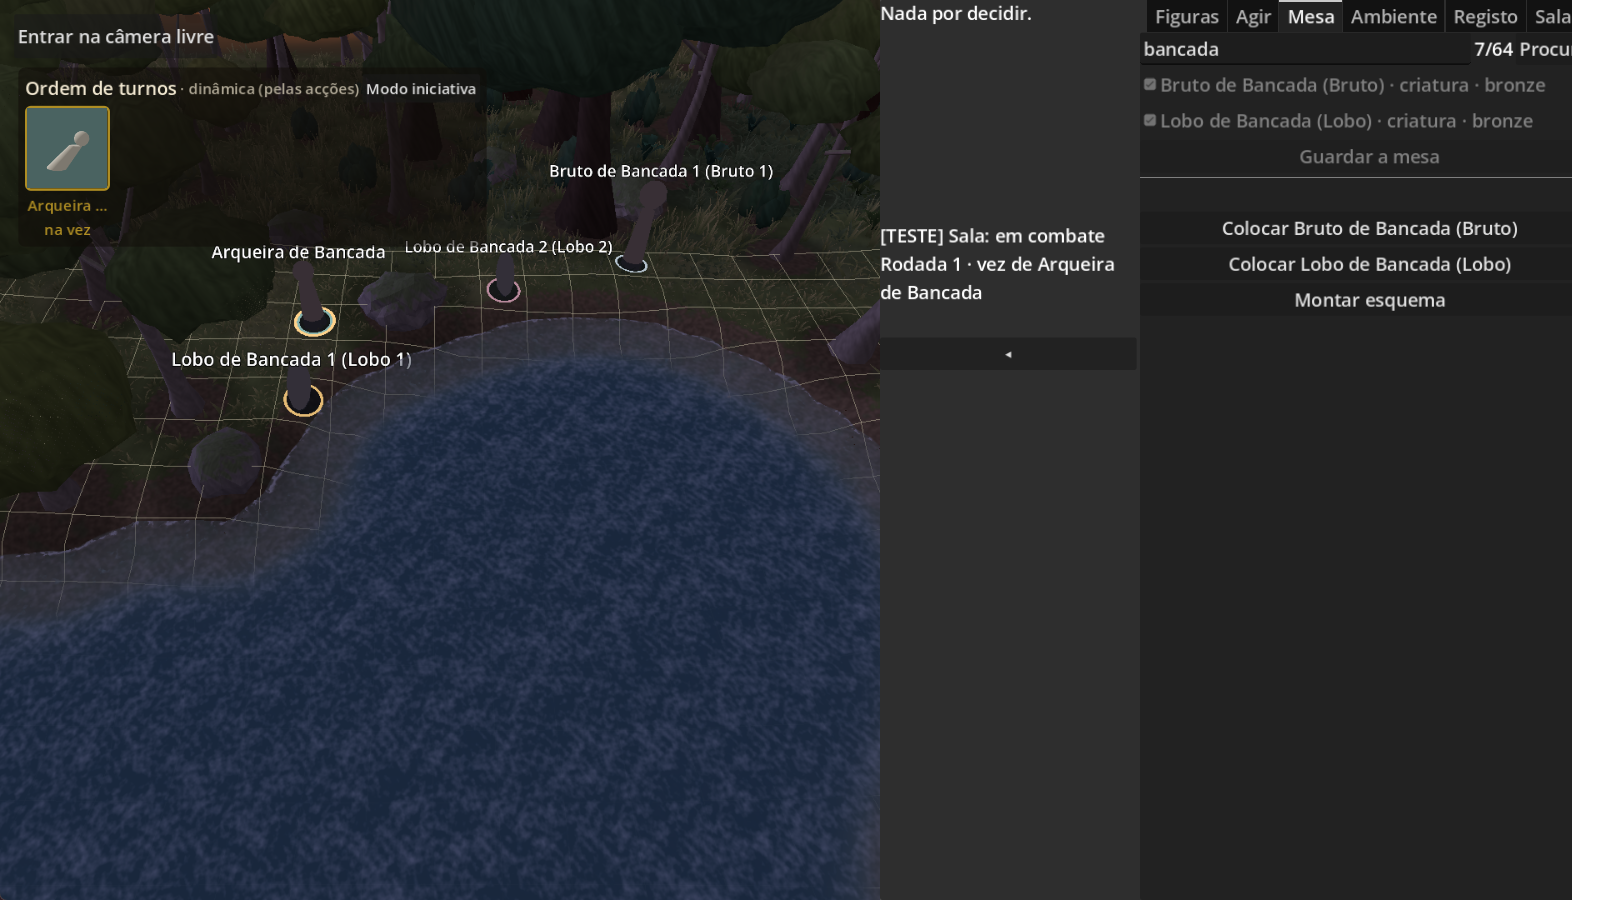 Entrar na câmera livre
Ordem de turnos · dinâmica (pelas acções) Modo iniciativa
Arqueira ...
na vez
Bruto de Bancada 1 (Bruto 1)
Arqueira de Bancada
Lobo de Bancada 2 (Lobo 2)
Lobo de Bancada 1 (Lobo 1)
Nada por decidir.
[TESTE] Sala: em combate
Rodada 1 · vez de Arqueira
de Bancada
Figuras Agir Mesa Ambiente Registo Sala
bancada 7/64 Procu
Bruto de Bancada (Bruto) · criatura · bronze
Lobo de Bancada (Lobo) · criatura · bronze
Guardar a mesa
Colocar Bruto de Bancada (Bruto)
Colocar Lobo de Bancada (Lobo)
Montar esquema